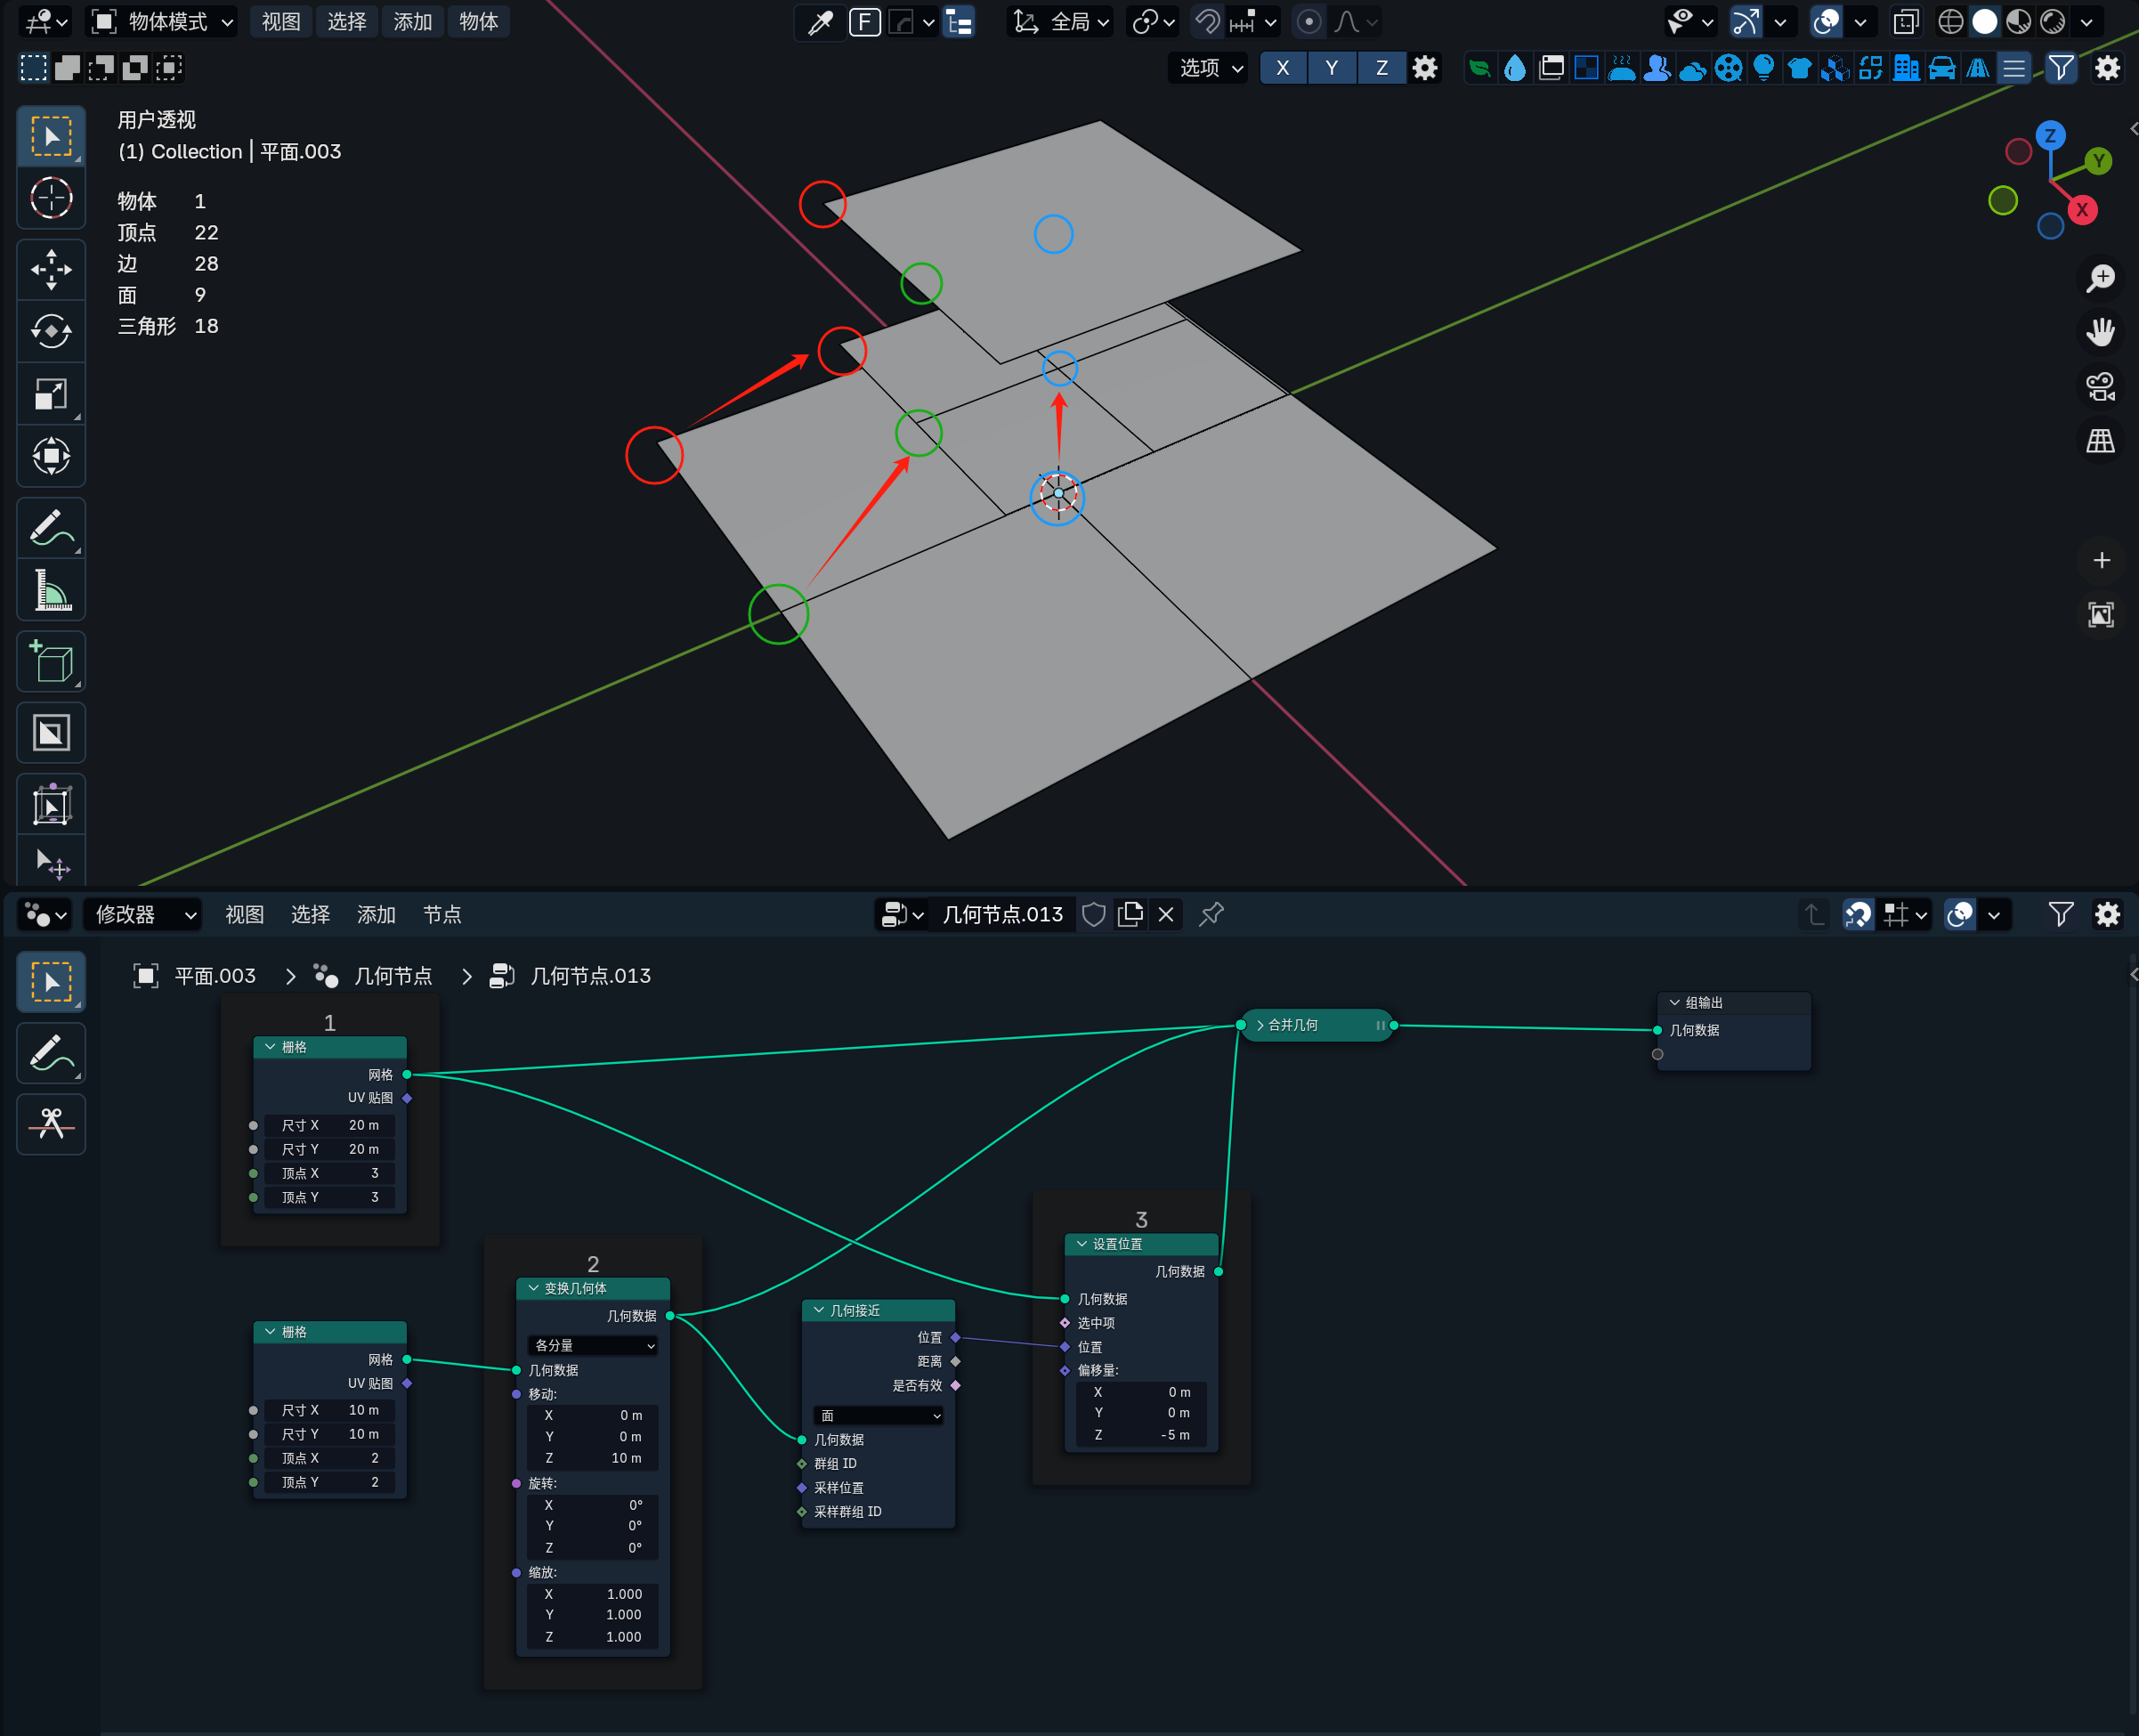 物体模式 视图 选择 添加 物体 F 全局
选项 X Y Z
用户透视
(1) Collection | 平面.003
物体 1
顶点 22
边 28
面 9
三角形 18
Z
Y
X
修改器 视图 选择 添加 节点 几何节点.013
平面.003 > 几何节点 > 几何节点.013
1
栅格
网格
UV 贴图
尺寸 X 20 m
尺寸 Y 20 m
顶点 X 3
顶点 Y 3
栅格
网格
UV 贴图
尺寸 X 10 m
尺寸 Y 10 m
顶点 X 2
顶点 Y 2
2
变换几何体
几何数据
各分量
几何数据
移动:
X 0 m
Y 0 m
Z 10 m
旋转:
X 0°
Y 0°
Z 0°
缩放:
X 1.000
Y 1.000
Z 1.000
几何接近
位置
距离
是否有效
面
几何数据
群组 ID
采样位置
采样群组 ID
3
设置位置
几何数据
几何数据
选中项
位置
偏移量:
X 0 m
Y 0 m
Z -5 m
合并几何
组输出
几何数据